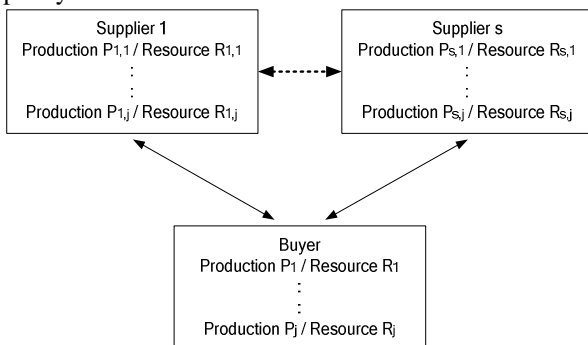 Supplier 1
Production P1,1 / Resource R1,1
:
:
Production P1,j / Resource R1,j
Supplier s
Production Ps,1 / Resource Rs,1
:
:
Production Ps,j / Resource Rs,j
Buyer
Production P1 / Resource R1
:
:
Production Pj / Resource Rj